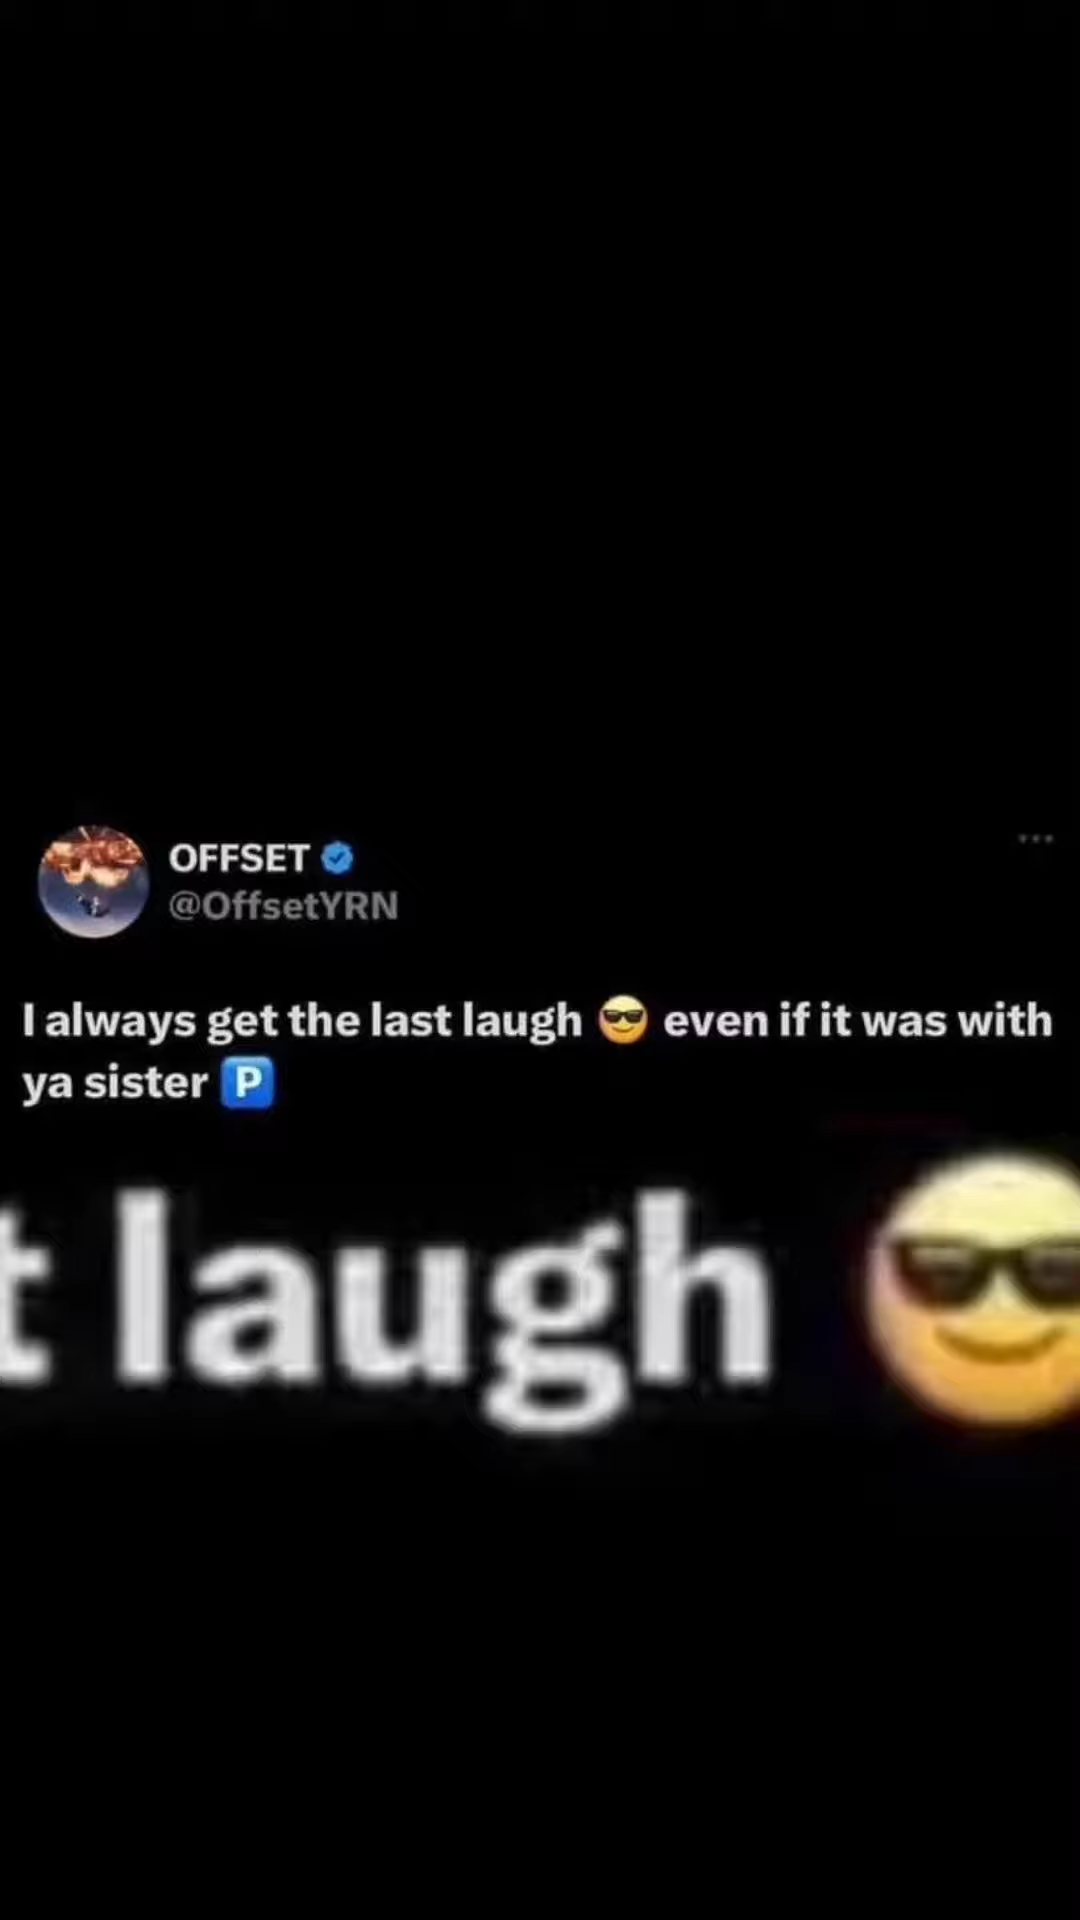 OFFSET
@OffsetYRN
I always get the last laugh 😎 even if it was with
ya sister 🅿️
t laugh 😎